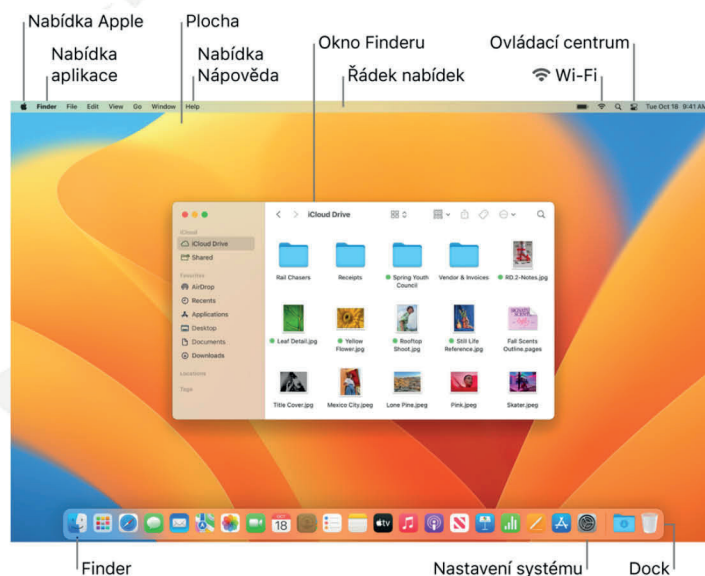 Nabídka Apple
Plocha
Nabídka
aplikace
Nabídka
Nápověda
Okno Finderu
Řádek nabídek
Ovládací centrum
Wi-Fi
Finder File Edit View Go Window Help
Tue Oct 18 9:41 AM
iCloud
iCloud Drive
Shared
Favorites
AirDrop
Recents
Applications
Desktop
Documents
Downloads
Locations
Tags
iCloud Drive
Rail Chasers
Receipts
Spring Youth
Council
Vendor & Invoices
RD.2-Notes.jpg
Leaf Detail.jpg
Yellow
Flower.jpg
Rooftop
Shoot.jpg
Still Life
Reference.jpg
Fall Scents
Outline.pages
Title Cover.jpg
Mexico City.jpeg
Lone Pine.jpeg
Pink.jpeg
Skater.jpeg
18
tv
Finder
Nastavení systému
Dock